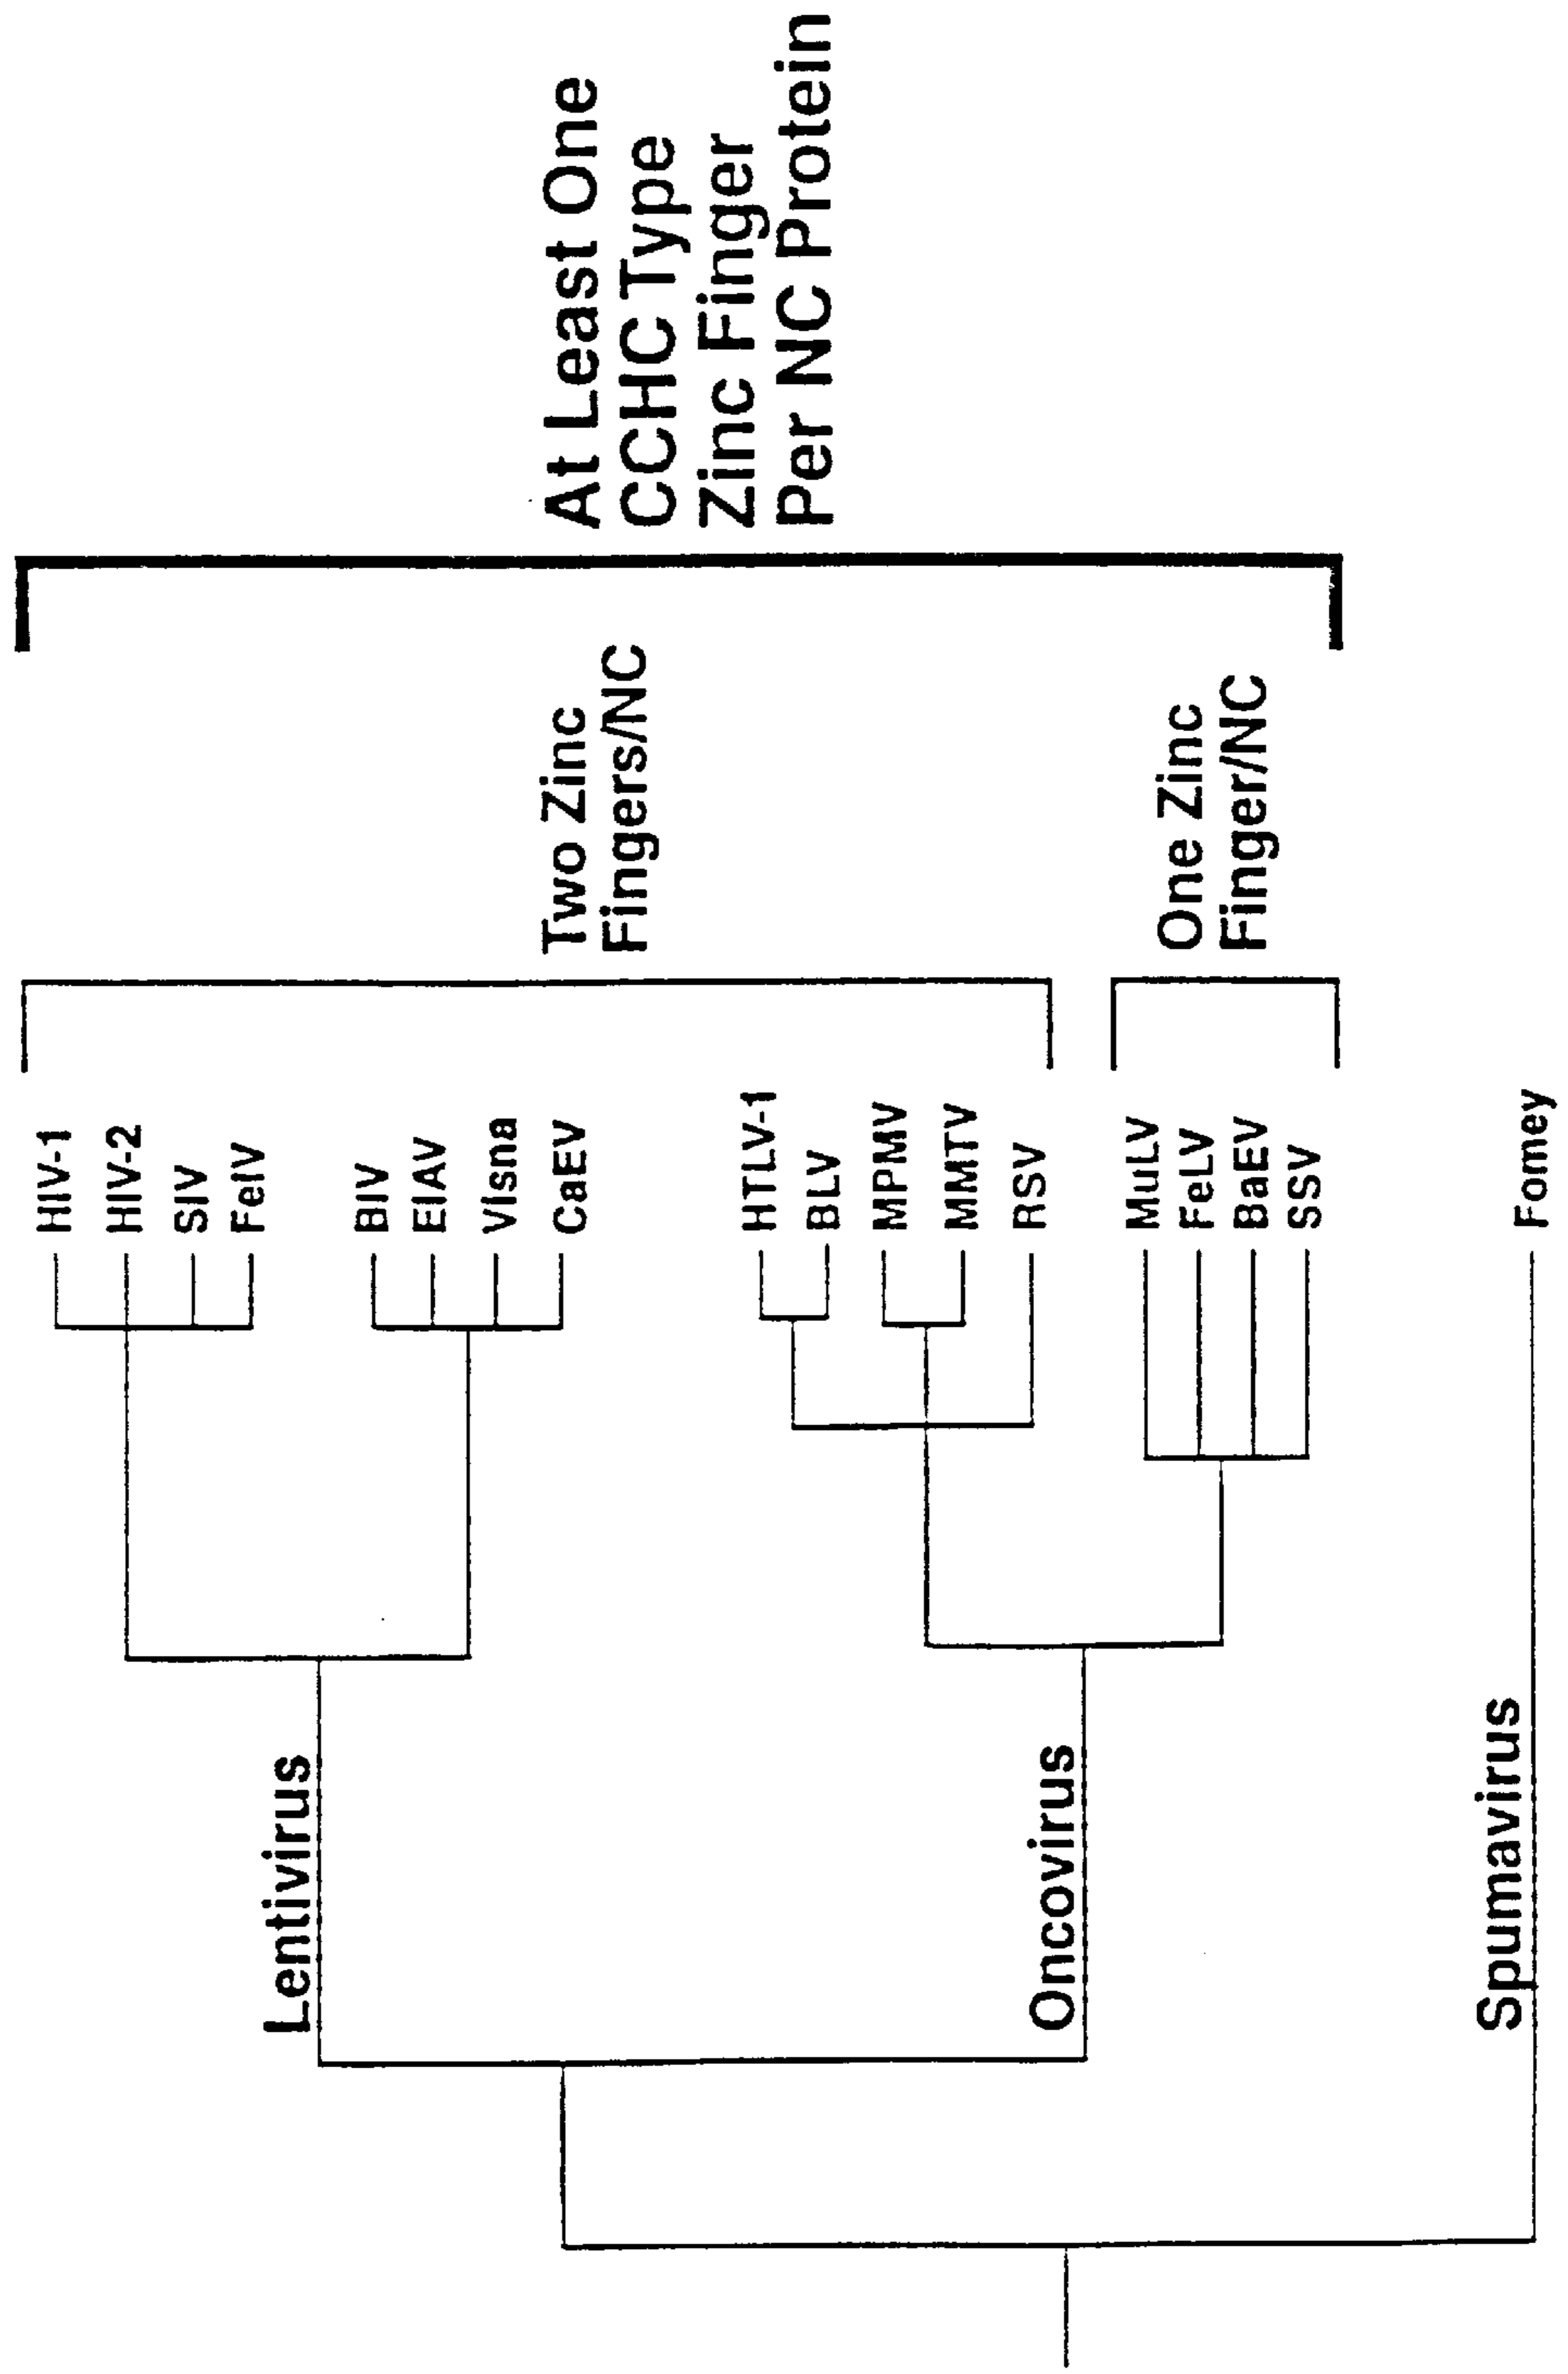 Lentivirus
Oncovirus
Spumavirus
HIV-1
HIV-2
SIV
FeIV
BIV
EIAV
Visna
CaEV
HTLV-1
BLV
MPMV
MMTV
RSV
MuLV
FeLV
BaEV
SSV
Fomey
Two Zinc
Fingers/NC
One Zinc
Finger/NC
At Least One
CCHC Type
Zinc Finger
Per NC Protein